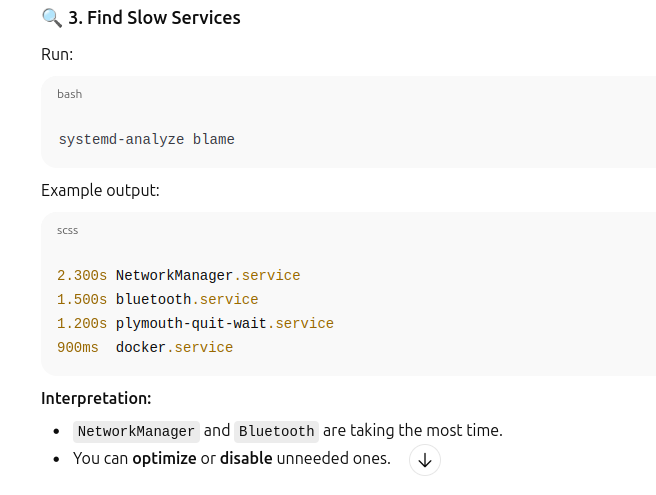 🔍 3. Find Slow Services
Run:
bash
systemd-analyze blame
Example output:
scss
2.300s NetworkManager.service
1.500s bluetooth.service
1.200s plymouth-quit-wait.service
900ms  docker.service
Interpretation:
• NetworkManager and Bluetooth are taking the most time.
• You can optimize or disable unneeded ones.